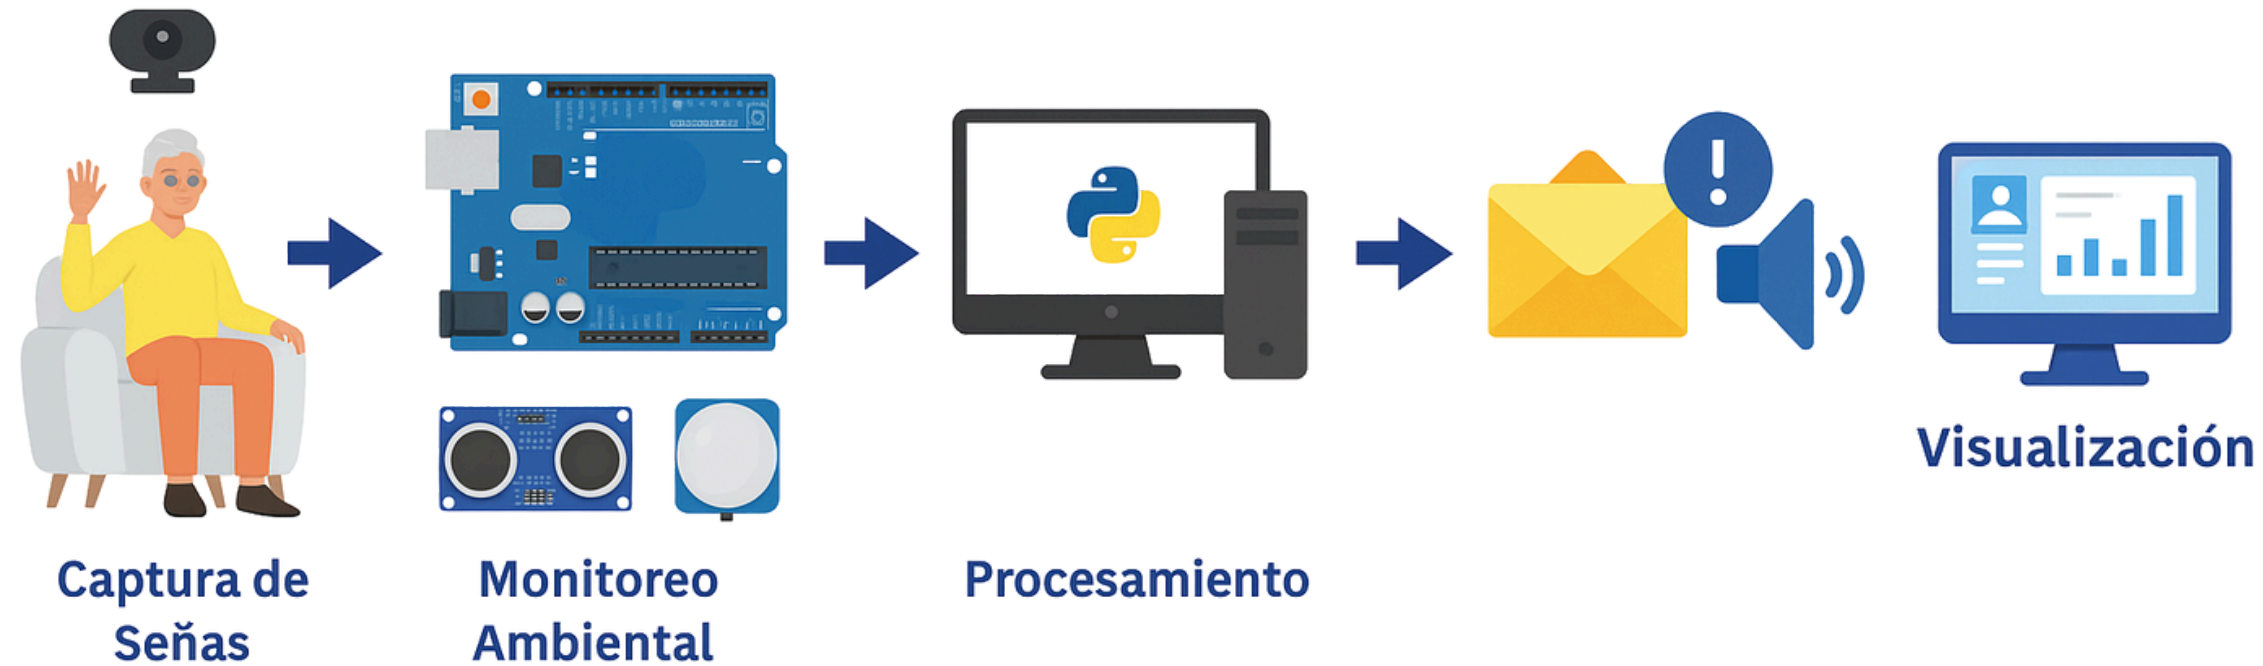 Captura de
Señas
Monitoreo
Ambiental
Procesamiento
Visualización